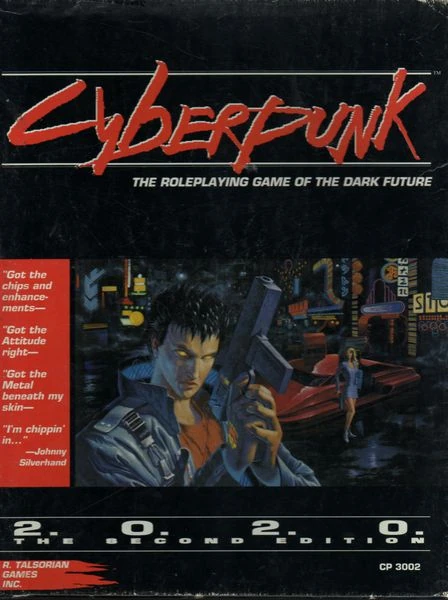 Cyberpunk™
THE ROLEPLAYING GAME OF THE DARK FUTURE
"Got the
chips and
enhance-
ments—
"Got the
Attitude
right—
"Got the
Metal
beneath my
skin—
"I'm chippin'
in..."
—Johnny
Silverhand
2. 0. 2. 0.
THE SECOND EDITION
R. TALSORIAN
GAMES
INC.
CP 3002